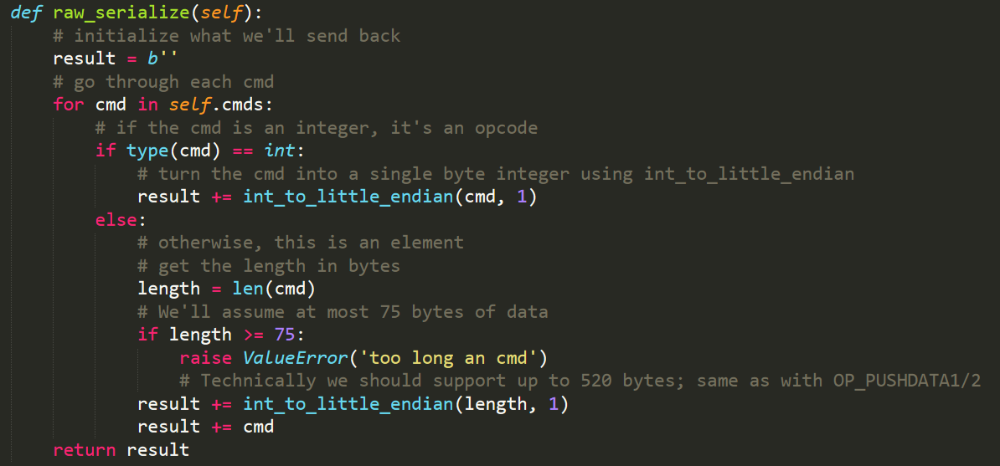 def raw_serialize(self):
    # initialize what we'll send back
    result = b''
    # go through each cmd
    for cmd in self.cmds:
        # if the cmd is an integer, it's an opcode
        if type(cmd) == int:
            # turn the cmd into a single byte integer using int_to_little_endian
            result += int_to_little_endian(cmd, 1)
        else:
            # otherwise, this is an element
            # get the length in bytes
            length = len(cmd)
            # We'll assume at most 75 bytes of data
            if length >= 75:
                raise ValueError('too long an cmd')
                # Technically we should support up to 520 bytes; same as with OP_PUSHDATA1/2
            result += int_to_little_endian(length, 1)
            result += cmd
    return result